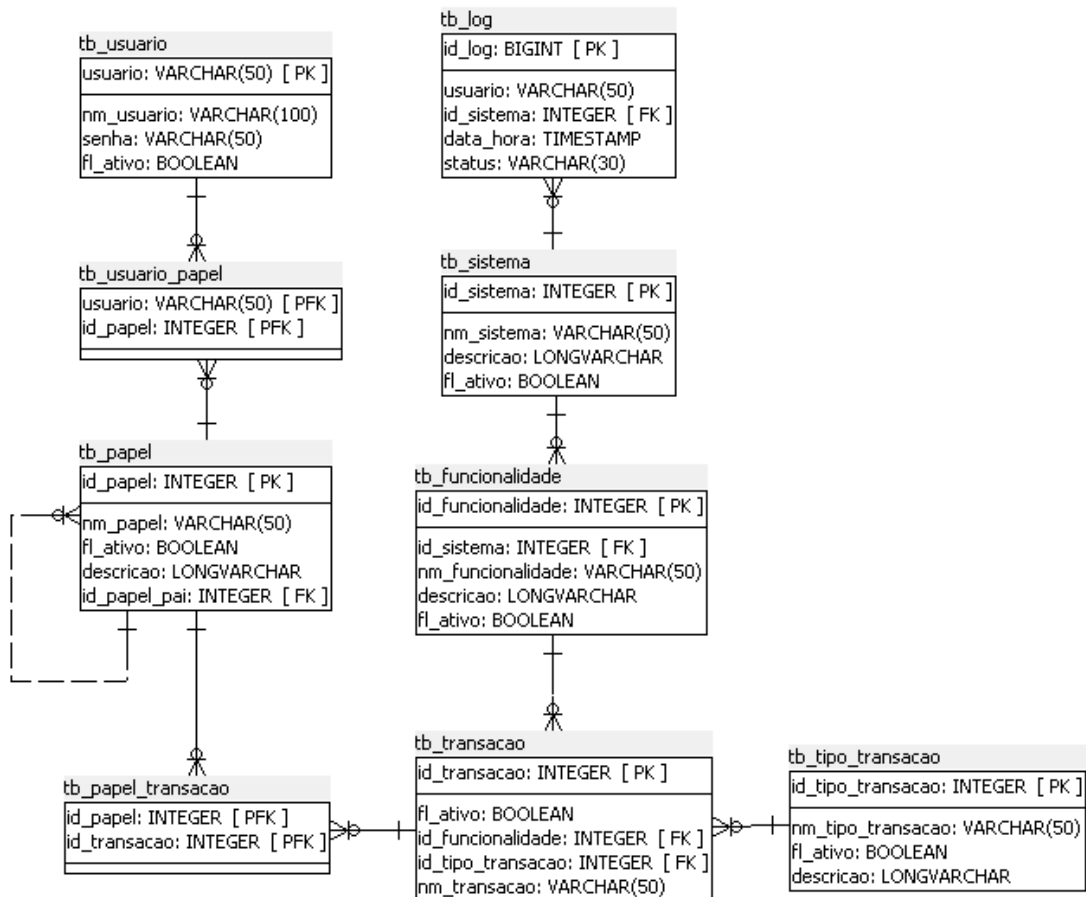 tb_usuario
usuario: VARCHAR(50) [ PK ]
nm_usuario: VARCHAR(100)
senha: VARCHAR(50)
fl_ativo: BOOLEAN
tb_log
id_log: BIGINT [ PK ]
usuario: VARCHAR(50)
id_sistema: INTEGER [ FK ]
data_hora: TIMESTAMP
status: VARCHAR(30)
tb_usuario_papel
usuario: VARCHAR(50) [ PFK ]
id_papel: INTEGER [ PFK ]
tb_sistema
id_sistema: INTEGER [ PK ]
nm_sistema: VARCHAR(50)
descricao: LONGVARCHAR
fl_ativo: BOOLEAN
tb_papel
id_papel: INTEGER [ PK ]
nm_papel: VARCHAR(50)
fl_ativo: BOOLEAN
descricao: LONGVARCHAR
id_papel_pai: INTEGER [ FK ]
tb_funcionalidade
id_funcionalidade: INTEGER [ PK ]
id_sistema: INTEGER [ FK ]
nm_funcionalidade: VARCHAR(50)
descricao: LONGVARCHAR
fl_ativo: BOOLEAN
tb_papel_transacao
id_papel: INTEGER [ PFK ]
id_transacao: INTEGER [ PFK ]
tb_transacao
id_transacao: INTEGER [ PK ]
fl_ativo: BOOLEAN
id_funcionalidade: INTEGER [ FK ]
id_tipo_transacao: INTEGER [ FK ]
nm_transacao: VARCHAR(50)
tb_tipo_transacao
id_tipo_transacao: INTEGER [ PK ]
nm_tipo_transacao: VARCHAR(50)
fl_ativo: BOOLEAN
descricao: LONGVARCHAR